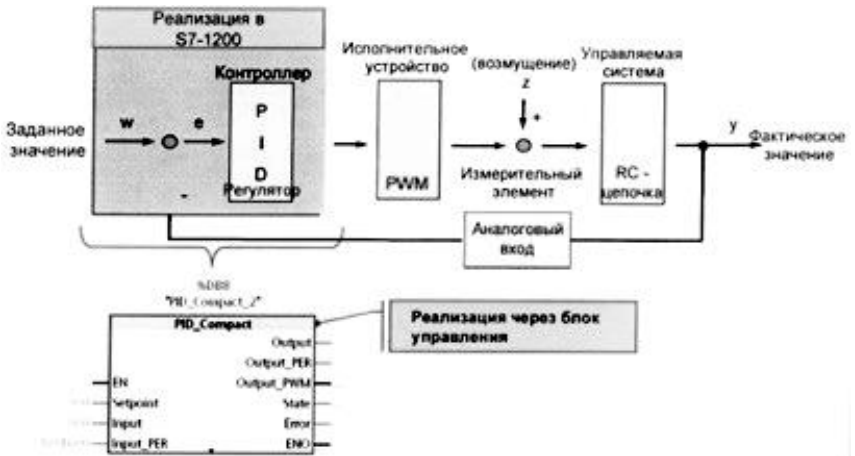 Реализация в
S7-1200
Контроллер
P
I
D
Регулятор
Заданное
значение
w
e
-
Исполнительное
устройство
PWM
(возмущение)
z
+
Измерительный
элемент
Управляемая
система
RC -
цепочка
y
Фактическое
значение
Аналоговый
вход
%DB8
"PID_Compact_2"
PID_Compact
Output
Output_PER
EN
Output_PWM
Setpoint
State
Input
Error
Input_PER
ENO
Реализация через блок
управления